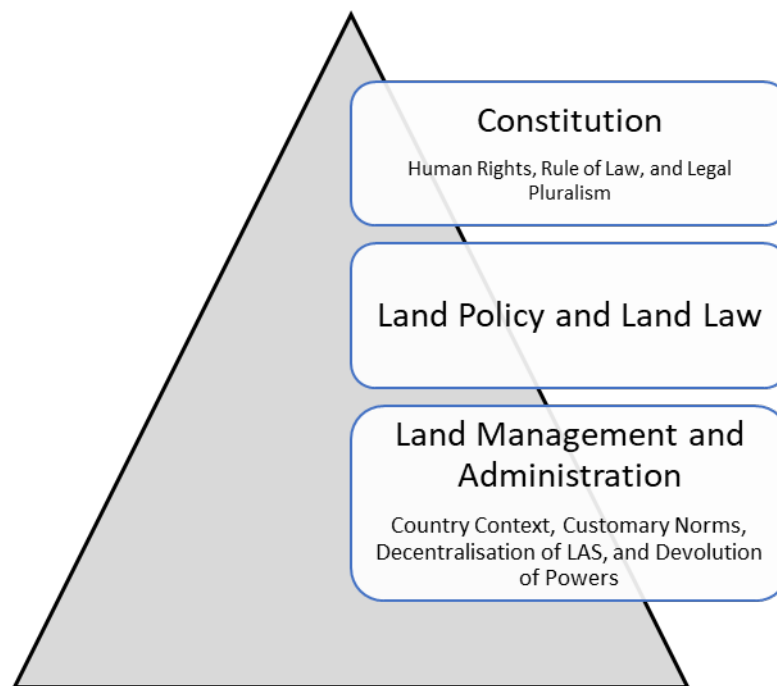 Constitution
Human Rights, Rule of Law, and Legal
Pluralism
Land Policy and Land Law
Land Management and
Administration
Country Context, Customary Norms,
Decentralisation of LAS, and Devolution
of Powers